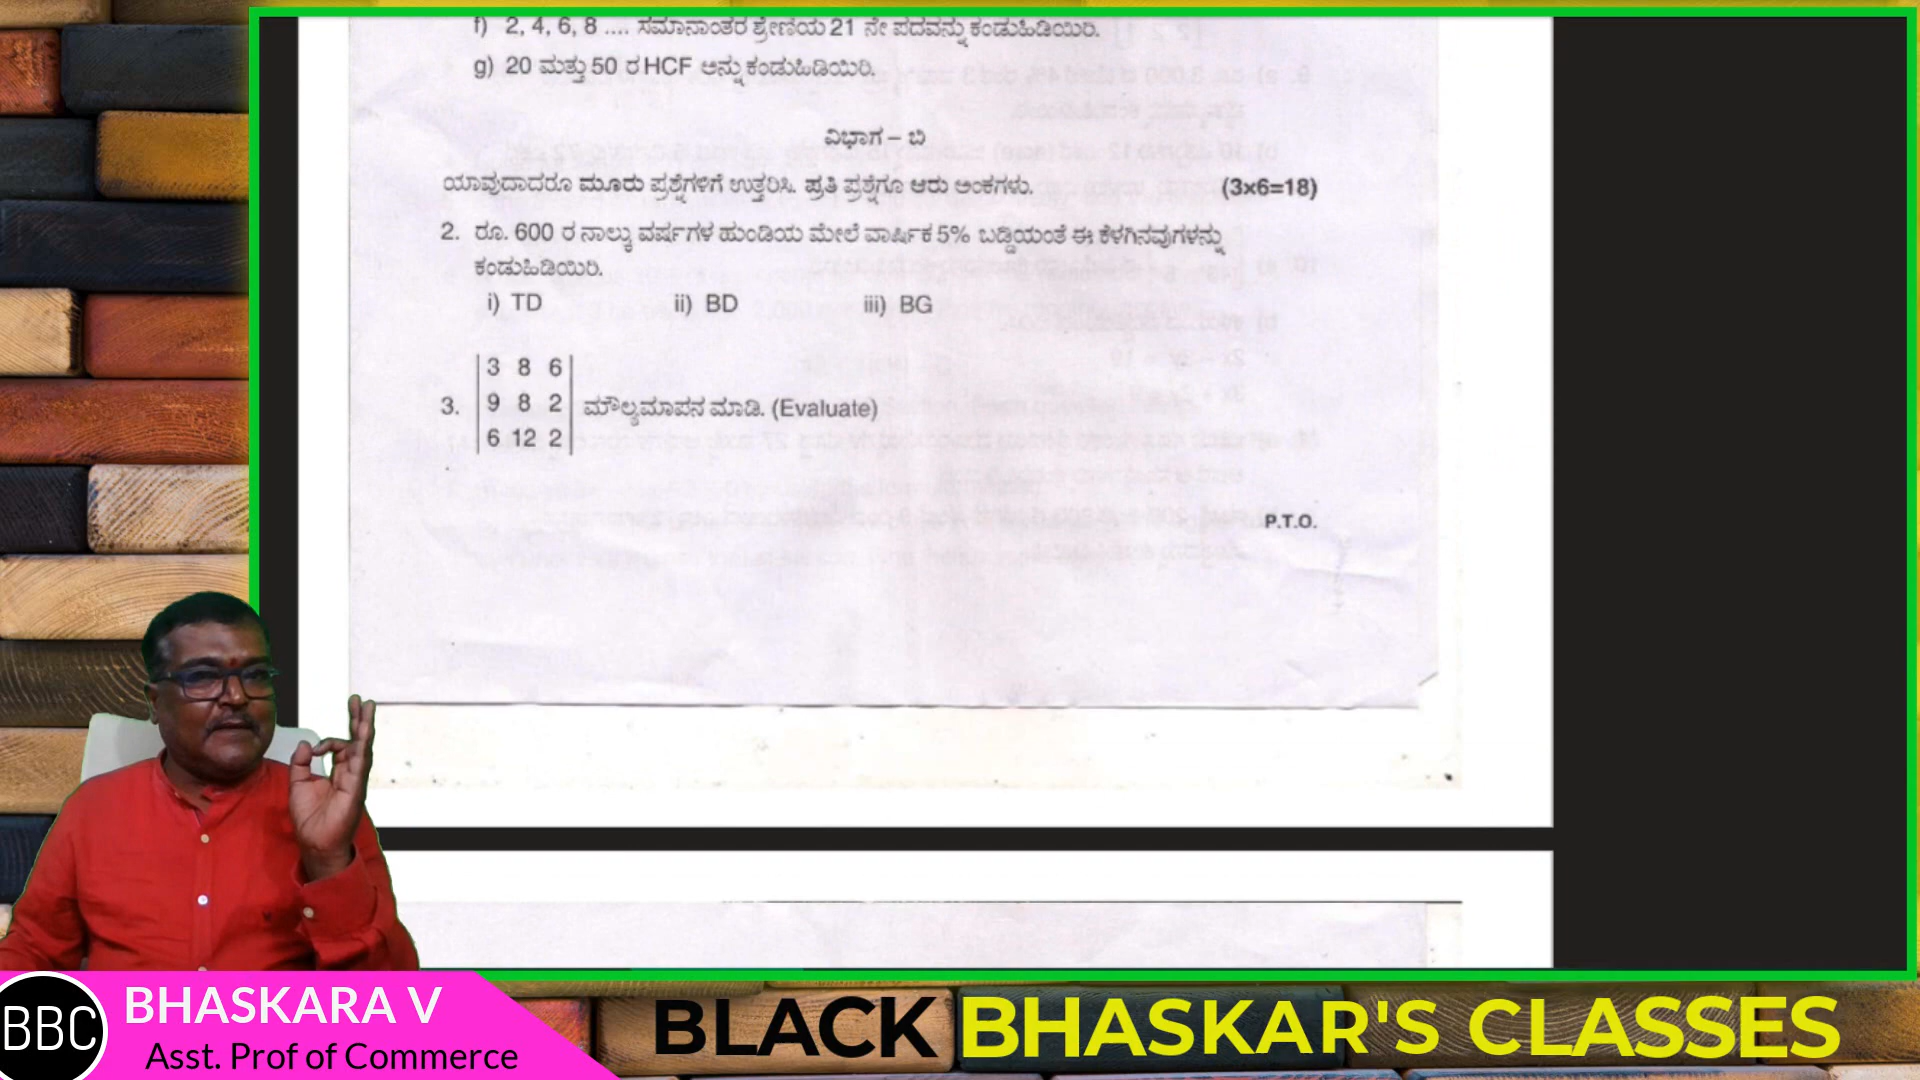 f) 2, 4, 6, 8 .... ಸಮಾನಾಂತರ ಶ್ರೇಣಿಯ 21 ನೇ ಪದವನ್ನು ಕಂಡುಹಿಡಿಯಿರಿ.
g) 20 ಮತ್ತು 50 ರ HCF ಅನ್ನು ಕಂಡುಹಿಡಿಯಿರಿ.
ವಿಭಾಗ – ಬಿ
ಯಾವುದಾದರೂ ಮೂರು ಪ್ರಶ್ನೆಗಳಿಗೆ ಉತ್ತರಿಸಿ. ಪ್ರತಿ ಪ್ರಶ್ನೆಗೂ ಆರು ಅಂಕಗಳು. (3x6=18)
2. ರೂ. 600 ರ ನಾಲ್ಕು ವರ್ಷಗಳ ಹುಂಡಿಯ ಮೇಲೆ ವಾರ್ಷಿಕ 5% ಬಡ್ಡಿಯಂತೆ ಈ ಕೆಳಗಿನವುಗಳನ್ನು
ಕಂಡುಹಿಡಿಯಿರಿ.
i) TD ii) BD iii) BG
3 8 6
3. 9 8 2 ಮೌಲ್ಯಮಾಪನ ಮಾಡಿ. (Evaluate)
6 12 2
P.T.O.
BBC
BHASKARA V
Asst. Prof of Commerce
BLACK BHASKAR'S CLASSES